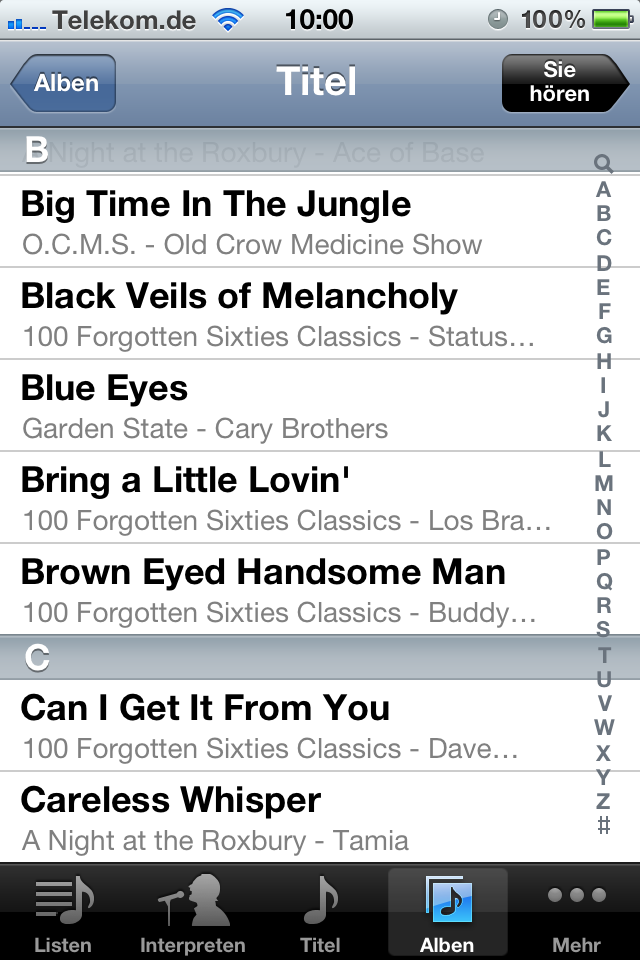 Telekom.de 10:00 100%
Alben Titel Sie hören
B
A Night at the Roxbury - Ace of Base
Big Time In The Jungle
O.C.M.S. - Old Crow Medicine Show
Black Veils of Melancholy
100 Forgotten Sixties Classics - Status…
Blue Eyes
Garden State - Cary Brothers
Bring a Little Lovin'
100 Forgotten Sixties Classics - Los Bra…
Brown Eyed Handsome Man
100 Forgotten Sixties Classics - Buddy…
C
Can I Get It From You
100 Forgotten Sixties Classics - Dave…
Careless Whisper
A Night at the Roxbury - Tamia
A
B
C
D
E
F
G
H
I
J
K
L
M
N
O
P
Q
R
S
T
U
V
W
X
Y
Z
#
Listen Interpreten Titel Alben Mehr